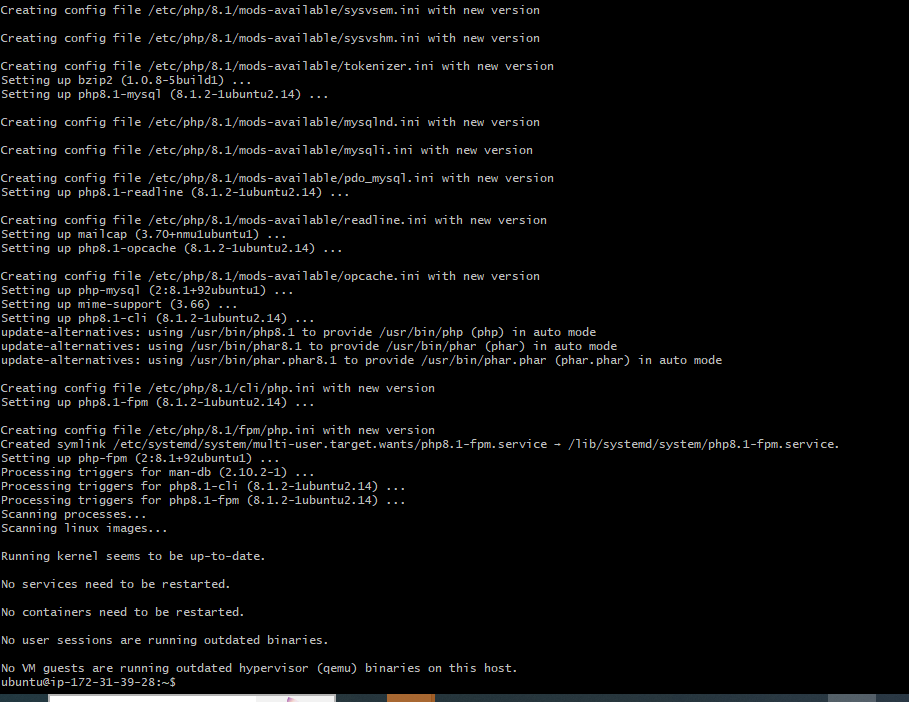 Creating config file /etc/php/8.1/mods-available/sysvsem.ini with new version
Creating config file /etc/php/8.1/mods-available/sysvshm.ini with new version
Creating config file /etc/php/8.1/mods-available/tokenizer.ini with new version
Setting up bzip2 (1.0.8-5build1) ...
Setting up php8.1-mysql (8.1.2-1ubuntu2.14) ...
Creating config file /etc/php/8.1/mods-available/mysqlnd.ini with new version
Creating config file /etc/php/8.1/mods-available/mysqli.ini with new version
Creating config file /etc/php/8.1/mods-available/pdo_mysql.ini with new version
Setting up php8.1-readline (8.1.2-1ubuntu2.14) ...
Creating config file /etc/php/8.1/mods-available/readline.ini with new version
Setting up mailcap (3.70+nmu1ubuntu1) ...
Setting up php8.1-opcache (8.1.2-1ubuntu2.14) ...
Creating config file /etc/php/8.1/mods-available/opcache.ini with new version
Setting up php-mysql (2:8.1+92ubuntu1) ...
Setting up mime-support (3.66) ...
Setting up php8.1-cli (8.1.2-1ubuntu2.14) ...
update-alternatives: using /usr/bin/php8.1 to provide /usr/bin/php (php) in auto mode
update-alternatives: using /usr/bin/phar8.1 to provide /usr/bin/phar (phar) in auto mode
update-alternatives: using /usr/bin/phar.phar8.1 to provide /usr/bin/phar.phar (phar.phar) in auto mode
Creating config file /etc/php/8.1/cli/php.ini with new version
Setting up php8.1-fpm (8.1.2-1ubuntu2.14) ...
Creating config file /etc/php/8.1/fpm/php.ini with new version
Created symlink /etc/systemd/system/multi-user.target.wants/php8.1-fpm.service → /lib/systemd/system/php8.1-fpm.service.
Setting up php-fpm (2:8.1+92ubuntu1) ...
Processing triggers for man-db (2.10.2-1) ...
Processing triggers for php8.1-cli (8.1.2-1ubuntu2.14) ...
Processing triggers for php8.1-fpm (8.1.2-1ubuntu2.14) ...
Scanning processes...
Scanning linux images...
Running kernel seems to be up-to-date.
No services need to be restarted.
No containers need to be restarted.
No user sessions are running outdated binaries.
No VM guests are running outdated hypervisor (qemu) binaries on this host.
ubuntu@ip-172-31-39-28:~$